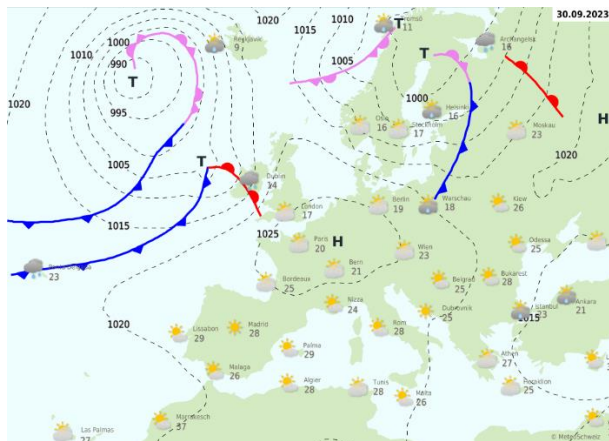 30.09.2023
1020
1010
Tromsö
11
T
1015
1000
990
Reykjavik
9
1020
1005
T
Archangelsk
16
T
1020
995
Oslo
16
Stockholm
17
1000
Helsinki
16
H
Moskau
23
1020
1005
T
Dublin
14
London
17
Berlin
19
Warschau
18
Kiew
26
1015
1025
H
Paris
20
Wien
23
Odessa
25
Bern
21
23
Bordeaux
25
Belgrad
25
Bukarest
28
Ankara
21
Nizza
24
Dubrovnik
25
Istanbul
23
1015
1020
Lissabon
29
Madrid
28
Rom
28
Palma
29
Athen
27
Malaga
26
Algier
28
Tunis
28
Malta
26
Heraklion
25
Marrakesch
37
Las Palmas
27
© MeteoSchweiz